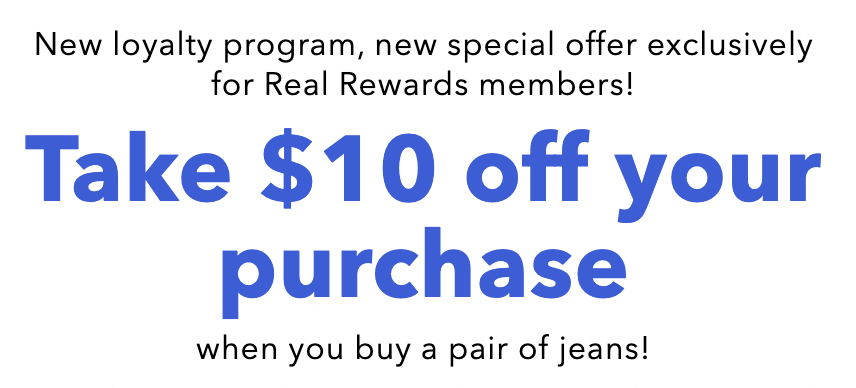 New loyalty program, new special offer exclusively
for Real Rewards members!
Take $10 off your
purchase
when you buy a pair of jeans!